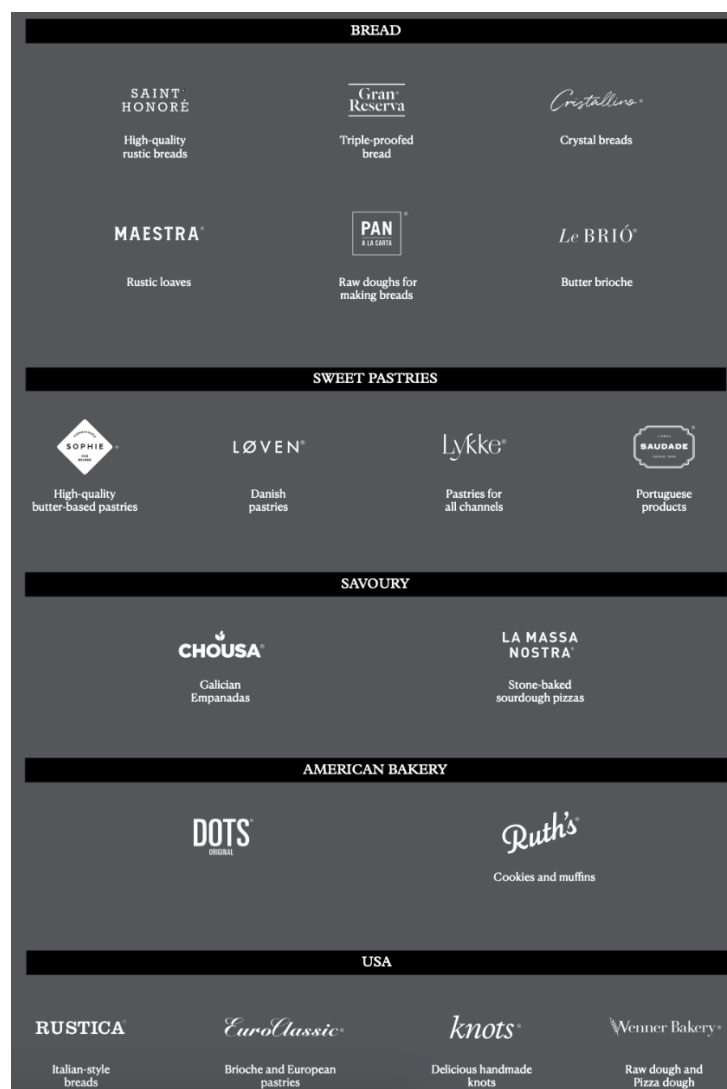 BREAD
SAINT
HONORÉ
High-quality
rustic breads
Gran®
Reserva
Triple-proofed
bread
Cristallino®
Crystal breads
MAESTRA®
Rustic loaves
PAN®
A LA CARTA
Raw doughs for
making breads
Le BRIÓ®
Butter brioche
SWEET PASTRIES
SOPHIE®
High-quality
butter-based pastries
LØVEN®
Danish
pastries
Lykke®
Pastries for
all channels
SAUDADE®
Portuguese
products
SAVOURY
CHOUSA®
Galician
Empanadas
LA MASSA
NOSTRA®
Stone-baked
sourdough pizzas
AMERICAN BAKERY
DOTS®
ORIGINAL
Ruth's®
Cookies and muffins
USA
RUSTICA®
Italian-style
breads
EuroClassic®
Brioche and European
pastries
knots®
Delicious handmade
knots
Wenner Bakery®
Raw dough and
Pizza dough